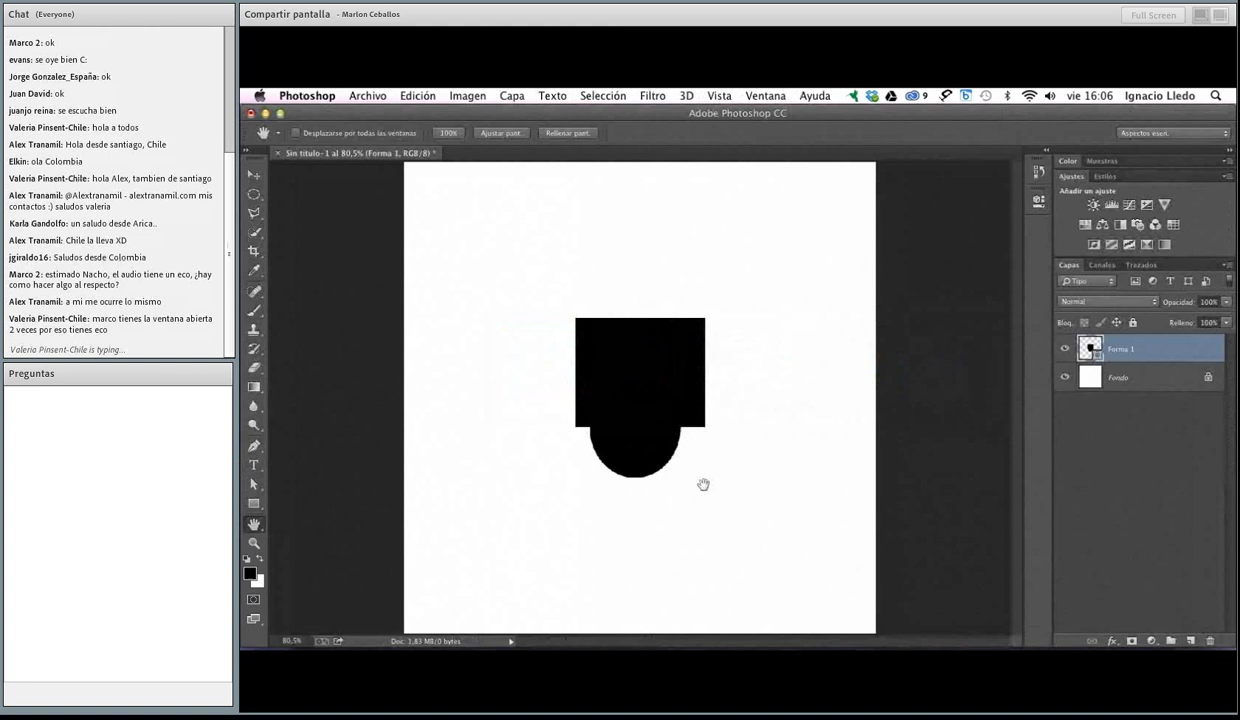 Chat (Everyone)
Marco 2: ok
evans: se oye bien C:
Jorge Gonzalez_España: ok
Juan David: ok
juanjo reina: se escucha bien
Valeria Pinsent-Chile: hola a todos
Alex Tranamil: Hola desde santiago, Chile
Elkin: ola Colombia
Valeria Pinsent-Chile: hola Alex, tambien de santiago
Alex Tranamil: @Alextranamil - alextranamil.com mis
contactos :) saludos valeria
Karla Gandolfo: un saludo desde Arica..
Alex Tranamil: Chile la lleva XD
jgiraldo16: Saludos desde Colombia
Marco 2: estimado Nacho, el audio tiene un eco, ¿hay
como hacer algo al respecto?
Alex Tranamil: a mi me ocurre lo mismo
Valeria Pinsent-Chile: marco tienes la ventana abierta
2 veces por eso tienes eco
Valeria Pinsent-Chile is typing...
Preguntas
Compartir pantalla - Marlon Ceballos
Full Screen
Photoshop Archivo Edición Imagen Capa Texto Selección Filtro 3D Vista Ventana Ayuda 9 vie 16:06 Ignacio Lledo
Adobe Photoshop CC
Desplazarse por todas las ventanas 100% Ajustar pant. Rellenar pant. Aspectos esen.
× Sin título-1 al 80,5% (Forma 1, RGB/8) *
Color Muestras
Ajustes Estilos
Añadir un ajuste
Capas Canales Trazados
Tipo
Normal Opacidad: 100%
Bloq.: Relleno: 100%
Forma 1
Fondo
80,5% Doc: 1,83 MB/0 bytes
fx